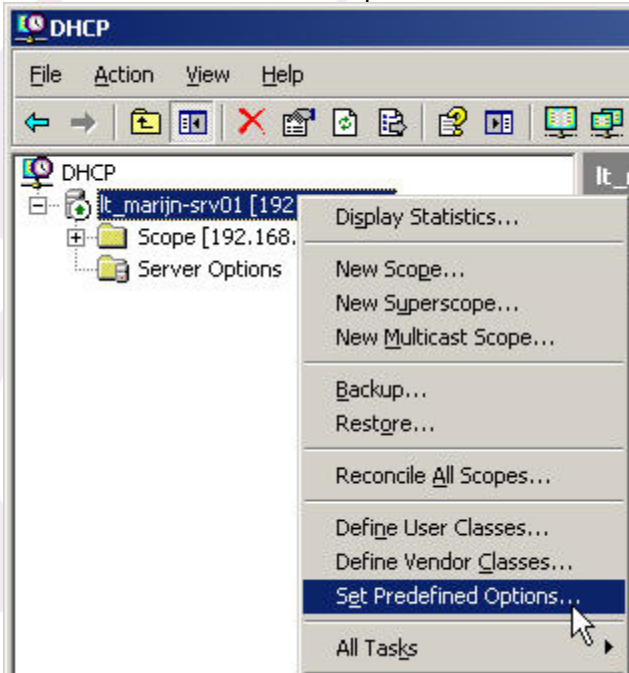 DHCP
File Action View Help
DHCP
lt_marijn-srv01 [192
Scope [192.168.
Server Options
lt_
Display Statistics...
New Scope...
New Superscope...
New Multicast Scope...
Backup...
Restore...
Reconcile All Scopes...
Define User Classes...
Define Vendor Classes...
Set Predefined Options...
All Tasks